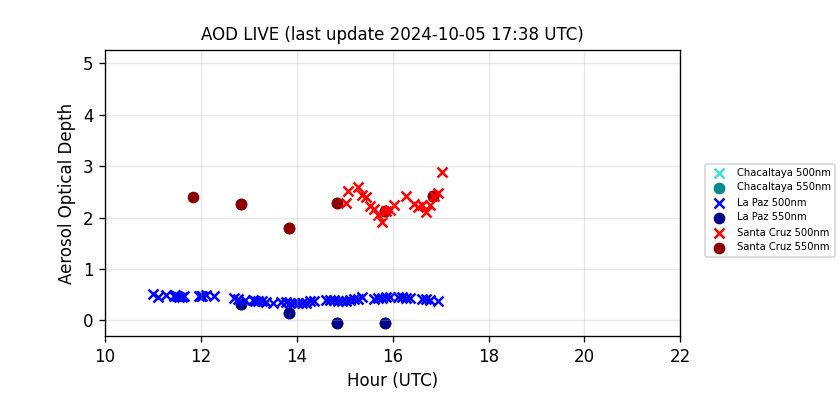 AOD LIVE (last update 2024-10-05 17:38 UTC)
Aerosol Optical Depth
5
4
3
2
1
0
10 12 14 16 18 20 22
Hour (UTC)
Chacaltaya 500nm
Chacaltaya 550nm
La Paz 500nm
La Paz 550nm
Santa Cruz 500nm
Santa Cruz 550nm